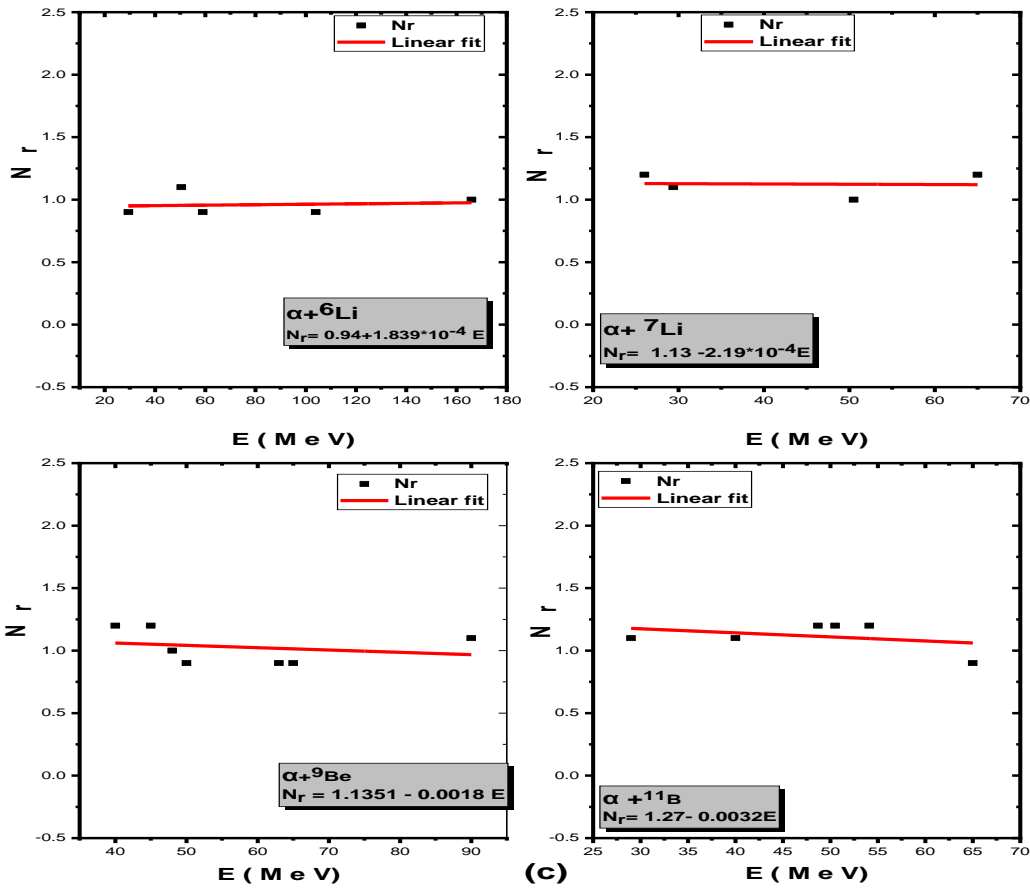 2.5
2.0
1.5
1.0
0.5
0.0
-0.5
N r
Nr
Linear fit
α+⁶Li
Nᵣ= 0.94+1.839*10⁻⁴ E
20 40 60 80 100 120 140 160 180
E ( M e V)
2.5
2.0
1.5
1.0
0.5
0.0
-0.5
N r
Nr
Linear fit
α+ ⁷Li
Nᵣ= 1.13 -2.19*10⁻⁴E
20 30 40 50 60 70
E ( M e V)
2.5
2.0
1.5
1.0
0.5
0.0
-0.5
N r
Nr
Linear fit
α+⁹Be
Nᵣ = 1.1351 - 0.0018 E
40 50 60 70 80 90
E ( M e V)
2.5
2.0
1.5
1.0
0.5
0.0
-0.5
N r
Nr
Linear fit
α +¹¹B
Nᵣ= 1.27- 0.0032E
25 30 35 40 45 50 55 60 65 70
E ( M e V)
(c)